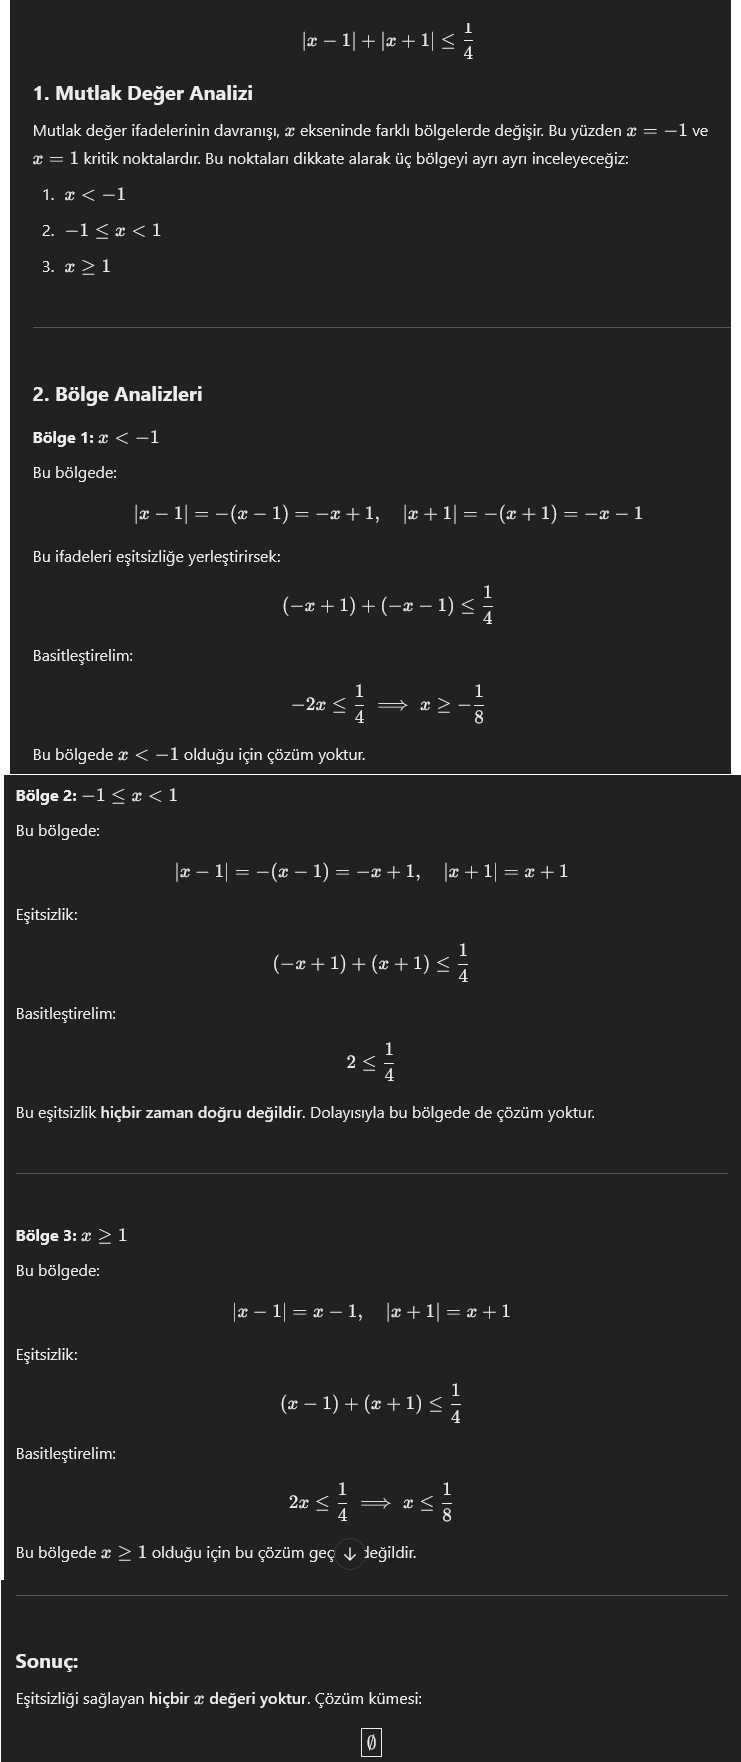 |x − 1| + |x + 1| ≤ 1/4
1. Mutlak Değer Analizi
Mutlak değer ifadelerinin davranışı, x ekseninde farklı bölgelerde değişir. Bu yüzden x = −1 ve
x = 1 kritik noktalardır. Bu noktaları dikkate alarak üç bölgeyi ayrı ayrı inceleyeceğiz:
1. x < −1
2. −1 ≤ x < 1
3. x ≥ 1
2. Bölge Analizleri
Bölge 1: x < −1
Bu bölgede:
|x − 1| = −(x − 1) = −x + 1, |x + 1| = −(x + 1) = −x − 1
Bu ifadeleri eşitsizliğe yerleştirirsek:
(−x + 1) + (−x − 1) ≤ 1/4
Basitleştirelim:
−2x ≤ 1/4 ⟹ x ≥ −1/8
Bu bölgede x < −1 olduğu için çözüm yoktur.
Bölge 2: −1 ≤ x < 1
Bu bölgede:
|x − 1| = −(x − 1) = −x + 1, |x + 1| = x + 1
Eşitsizlik:
(−x + 1) + (x + 1) ≤ 1/4
Basitleştirelim:
2 ≤ 1/4
Bu eşitsizlik hiçbir zaman doğru değildir. Dolayısıyla bu bölgede de çözüm yoktur.
Bölge 3: x ≥ 1
Bu bölgede:
|x − 1| = x − 1, |x + 1| = x + 1
Eşitsizlik:
(x − 1) + (x + 1) ≤ 1/4
Basitleştirelim:
2x ≤ 1/4 ⟹ x ≤ 1/8
Bu bölgede x ≥ 1 olduğu için bu çözüm geç değildir.
Sonuç:
Eşitsizliği sağlayan hiçbir x değeri yoktur. Çözüm kümesi:
∅